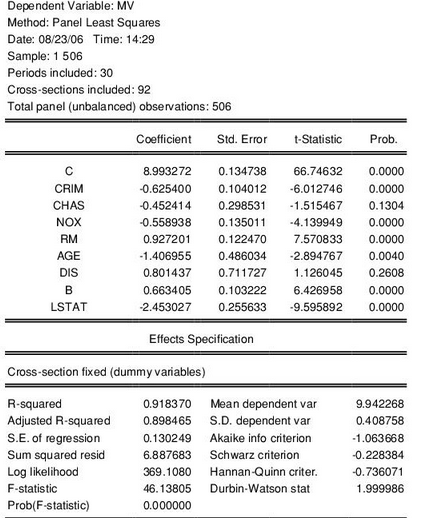 Dependent Variable: MV
Method: Panel Least Squares
Date: 08/23/06 Time: 14:29
Sample: 1 506
Periods included: 30
Cross-sections included: 92
Total panel (unbalanced) observations: 506
Coefficient Std. Error t-Statistic Prob.
C 8.993272 0.134738 66.74632 0.0000
CRIM -0.625400 0.104012 -6.012746 0.0000
CHAS -0.452414 0.298531 -1.515467 0.1304
NOX -0.558938 0.135011 -4.139949 0.0000
RM 0.927201 0.122470 7.570833 0.0000
AGE -1.406955 0.486034 -2.894767 0.0040
DIS 0.801437 0.711727 1.126045 0.2608
B 0.663405 0.103222 6.426958 0.0000
LSTAT -2.453027 0.255633 -9.595892 0.0000
Effects Specification
Cross-section fixed (dummy variables)
R-squared 0.918370 Mean dependent var 9.942268
Adjusted R-squared 0.898465 S.D. dependent var 0.408758
S.E. of regression 0.130249 Akaike info criterion -1.063668
Sum squared resid 6.887683 Schwarz criterion -0.228384
Log likelihood 369.1080 Hannan-Quinn criter. -0.736071
F-statistic 46.13805 Durbin-Watson stat 1.999986
Prob(F-statistic) 0.000000